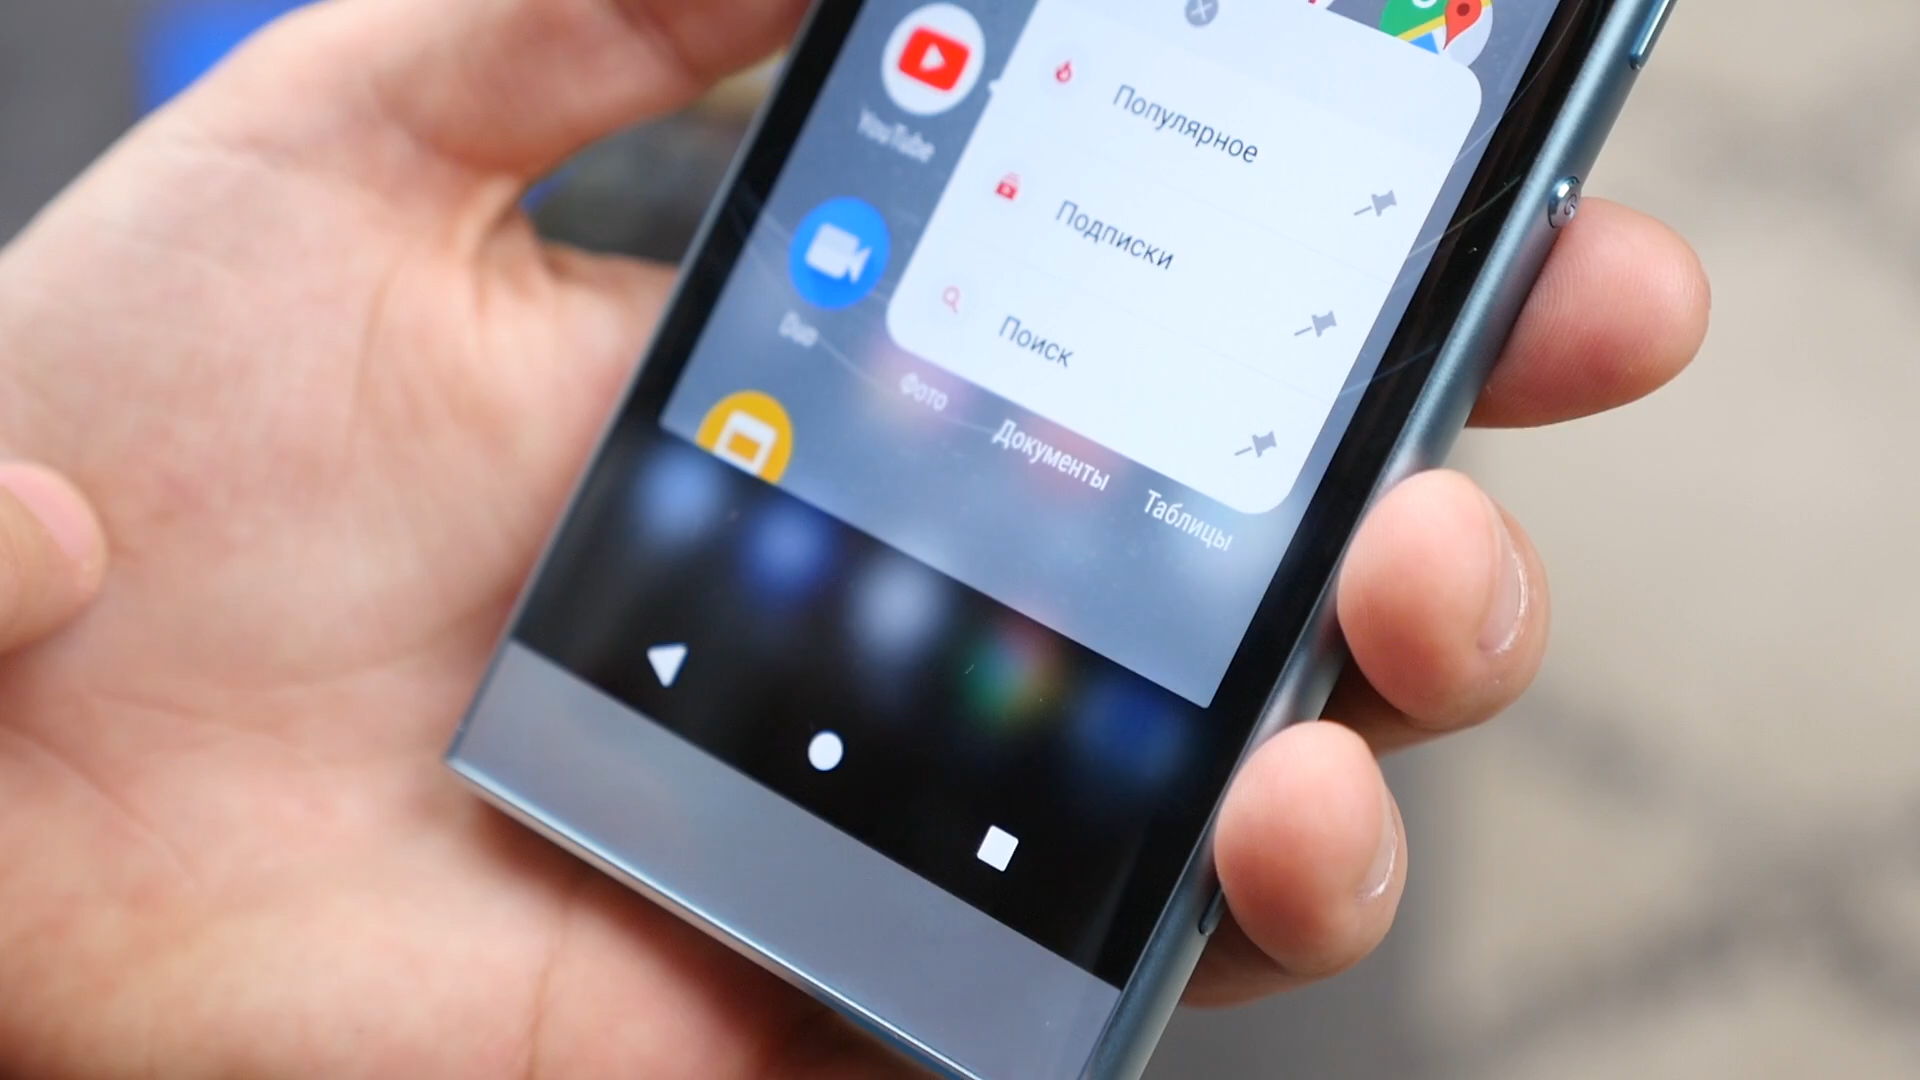 YouTube
Популярное
Подписки
Поиск
Duo
Фото
Документы
Таблицы